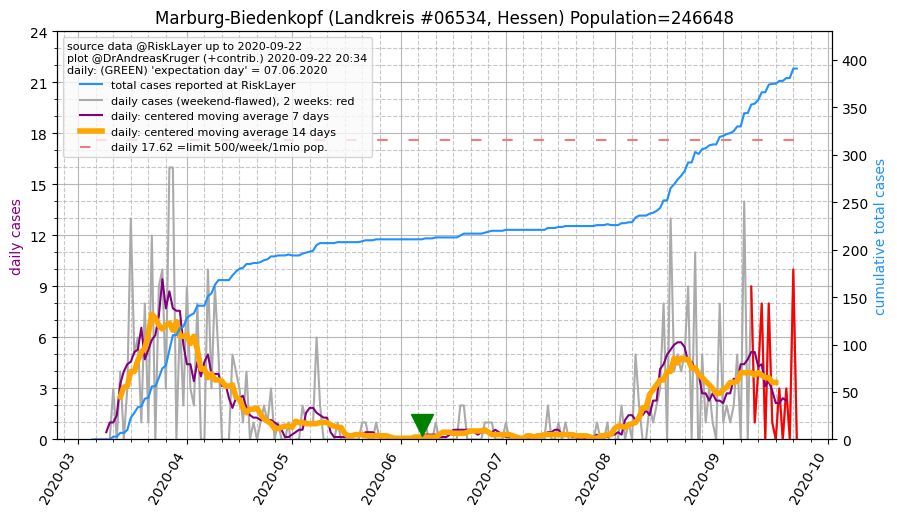 Marburg-Biedenkopf (Landkreis #06534, Hessen) Population=246648
source data @RiskLayer up to 2020-09-22
plot @DrAndreasKruger (+contrib.) 2020-09-22 20:34
daily: (GREEN) 'expectation day' = 07.06.2020
total cases reported at RiskLayer
daily cases (weekend-flawed), 2 weeks: red
daily: centered moving average 7 days
daily: centered moving average 14 days
daily 17.62 =limit 500/week/1mio pop.
daily cases
24
21
18
15
12
9
6
3
0
cumulative total cases
400
350
300
250
200
150
100
50
0
2020-03
2020-04
2020-05
2020-06
2020-07
2020-08
2020-09
2020-10